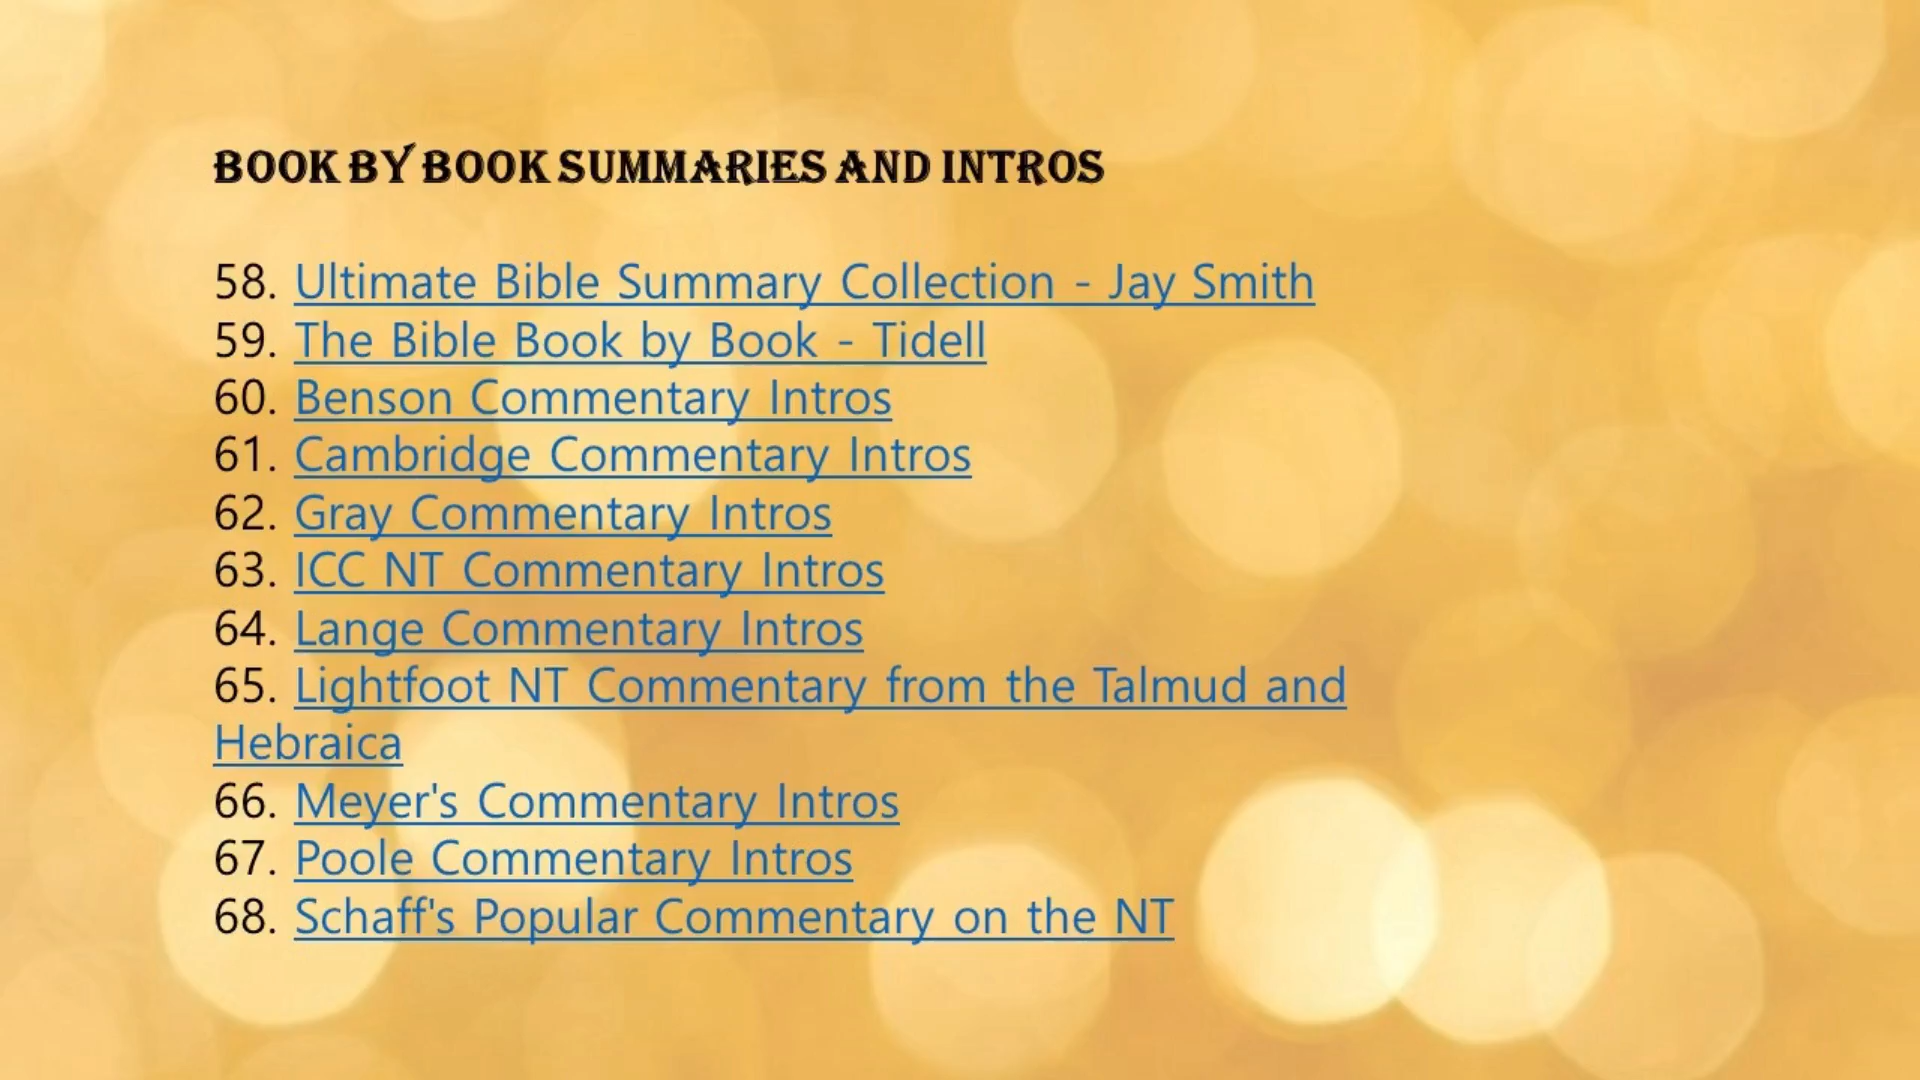 BOOK BY BOOK SUMMARIES AND INTROS
58. Ultimate Bible Summary Collection - Jay Smith
59. The Bible Book by Book - Tidell
60. Benson Commentary Intros
61. Cambridge Commentary Intros
62. Gray Commentary Intros
63. ICC NT Commentary Intros
64. Lange Commentary Intros
65. Lightfoot NT Commentary from the Talmud and
Hebraica
66. Meyer's Commentary Intros
67. Poole Commentary Intros
68. Schaff's Popular Commentary on the NT